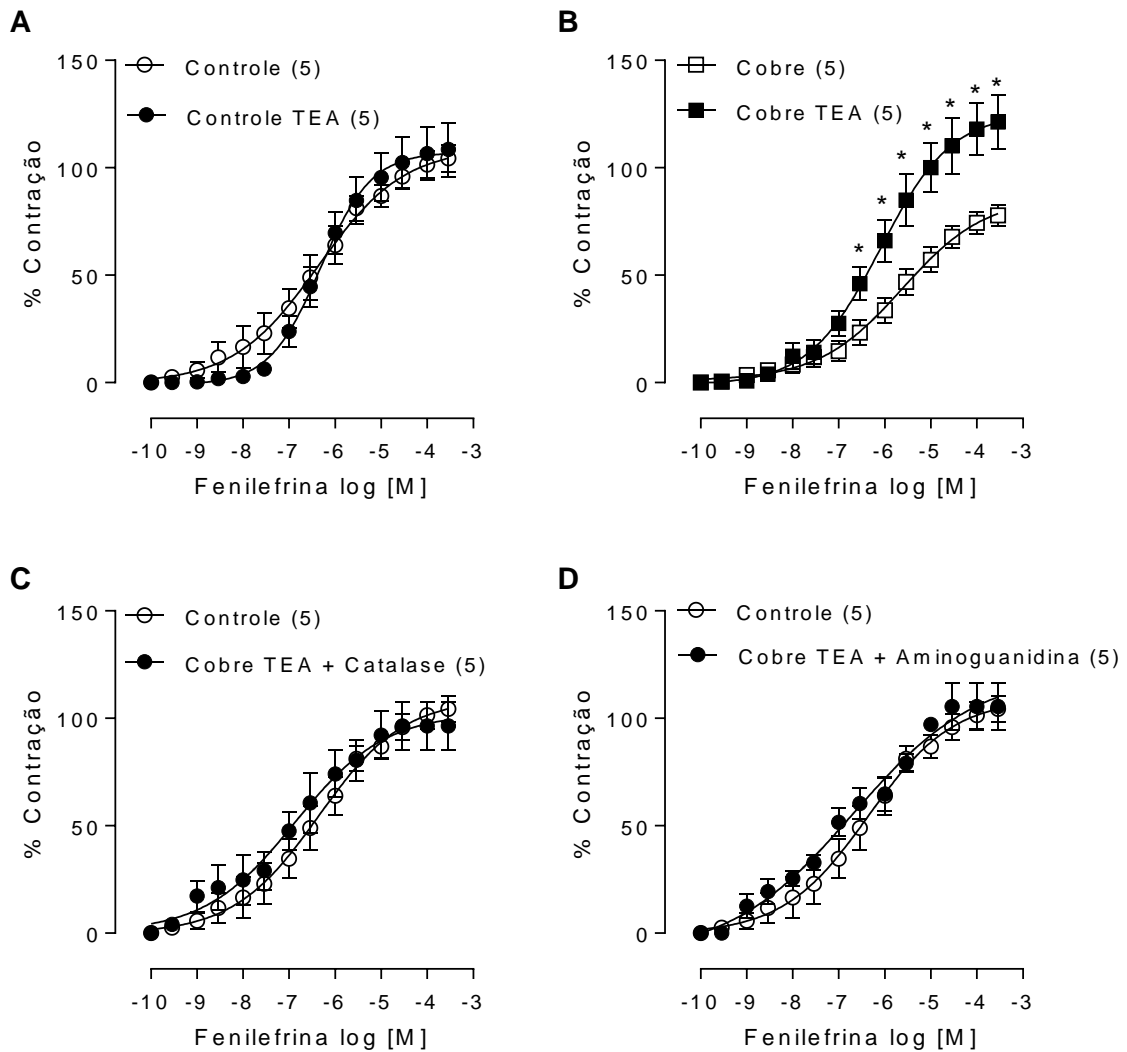 A
150
100
50
0
% Contração
Controle (5)
Controle TEA (5)
-10 -9 -8 -7 -6 -5 -4 -3
Fenilefrina log [M]
B
150
100
50
0
% Contração
Cobre (5)
Cobre TEA (5)
* * * * * * *
-10 -9 -8 -7 -6 -5 -4 -3
Fenilefrina log [M]
C
150
100
50
0
% Contração
Controle (5)
Cobre TEA + Catalase (5)
-10 -9 -8 -7 -6 -5 -4 -3
Fenilefrina log [M]
D
150
100
50
0
% Contração
Controle (5)
Cobre TEA + Aminoguanidina (5)
-10 -9 -8 -7 -6 -5 -4 -3
Fenilefrina log [M]